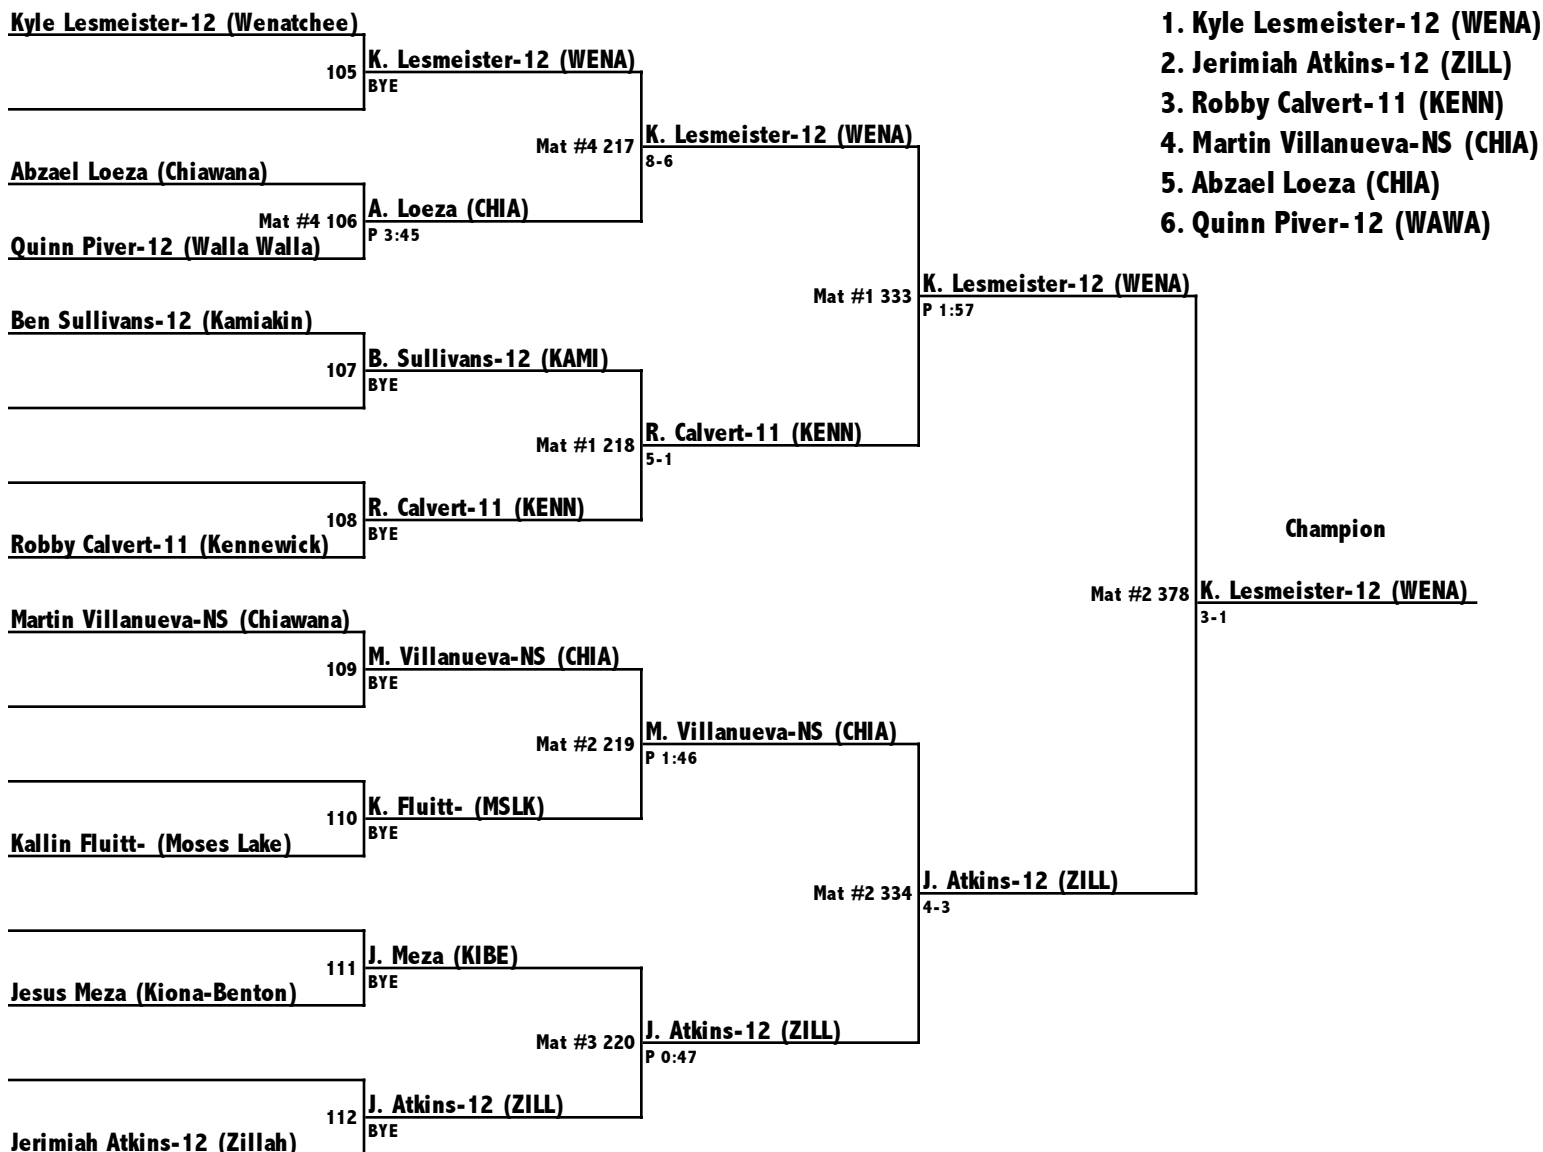 Kyle Lesmeister-12 (Wenatchee)
105
K. Lesmeister-12 (WENA)
BYE
Mat #4 217
K. Lesmeister-12 (WENA)
8-6
Abzael Loeza (Chiawana)
Mat #4 106
A. Loeza (CHIA)
P 3:45
Quinn Piver-12 (Walla Walla)
Mat #1 333
K. Lesmeister-12 (WENA)
P 1:57
Ben Sullivans-12 (Kamiakin)
107
B. Sullivans-12 (KAMI)
BYE
Mat #1 218
R. Calvert-11 (KENN)
5-1
108
R. Calvert-11 (KENN)
BYE
Robby Calvert-11 (Kennewick)
Champion
Mat #2 378
K. Lesmeister-12 (WENA)
3-1
Martin Villanueva-NS (Chiawana)
109
M. Villanueva-NS (CHIA)
BYE
Mat #2 219
M. Villanueva-NS (CHIA)
P 1:46
110
K. Fluitt- (MSLK)
BYE
Kallin Fluitt- (Moses Lake)
Mat #2 334
J. Atkins-12 (ZILL)
4-3
111
J. Meza (KIBE)
BYE
Jesus Meza (Kiona-Benton)
Mat #3 220
J. Atkins-12 (ZILL)
P 0:47
112
J. Atkins-12 (ZILL)
BYE
Jerimiah Atkins-12 (Zillah)
1. Kyle Lesmeister-12 (WENA)
2. Jerimiah Atkins-12 (ZILL)
3. Robby Calvert-11 (KENN)
4. Martin Villanueva-NS (CHIA)
5. Abzael Loeza (CHIA)
6. Quinn Piver-12 (WAWA)